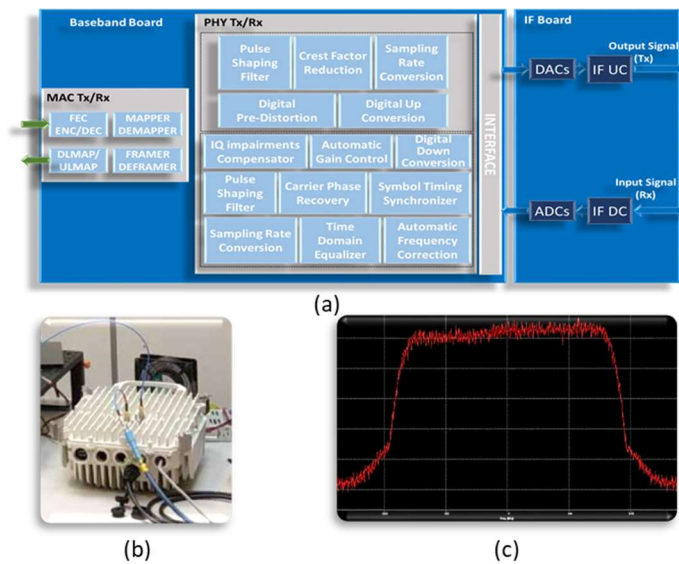 Baseband Board
IF Board
PHY Tx/Rx
Pulse
Shaping
Filter
Crest Factor
Reduction
Sampling
Rate
Conversion
Digital
Pre-Distortion
Digital Up
Conversion
MAC Tx/Rx
FEC
ENC/DEC
MAPPER
DEMAPPER
DLMAP/
ULMAP
FRAMER
DEFRAMER
IQ impairments
Compensator
Automatic
Gain Control
Digital
Down
Conversion
Pulse
Shaping
Filter
Carrier Phase
Recovery
Symbol Timing
Synchronizer
Sampling Rate
Conversion
Time
Domain
Equalizer
Automatic
Frequency
Correction
INTERFACE
DACs
IF UC
Output Signal
(Tx)
ADCs
IF DC
Input Signal
(Rx)
(a)
(b)
(c)